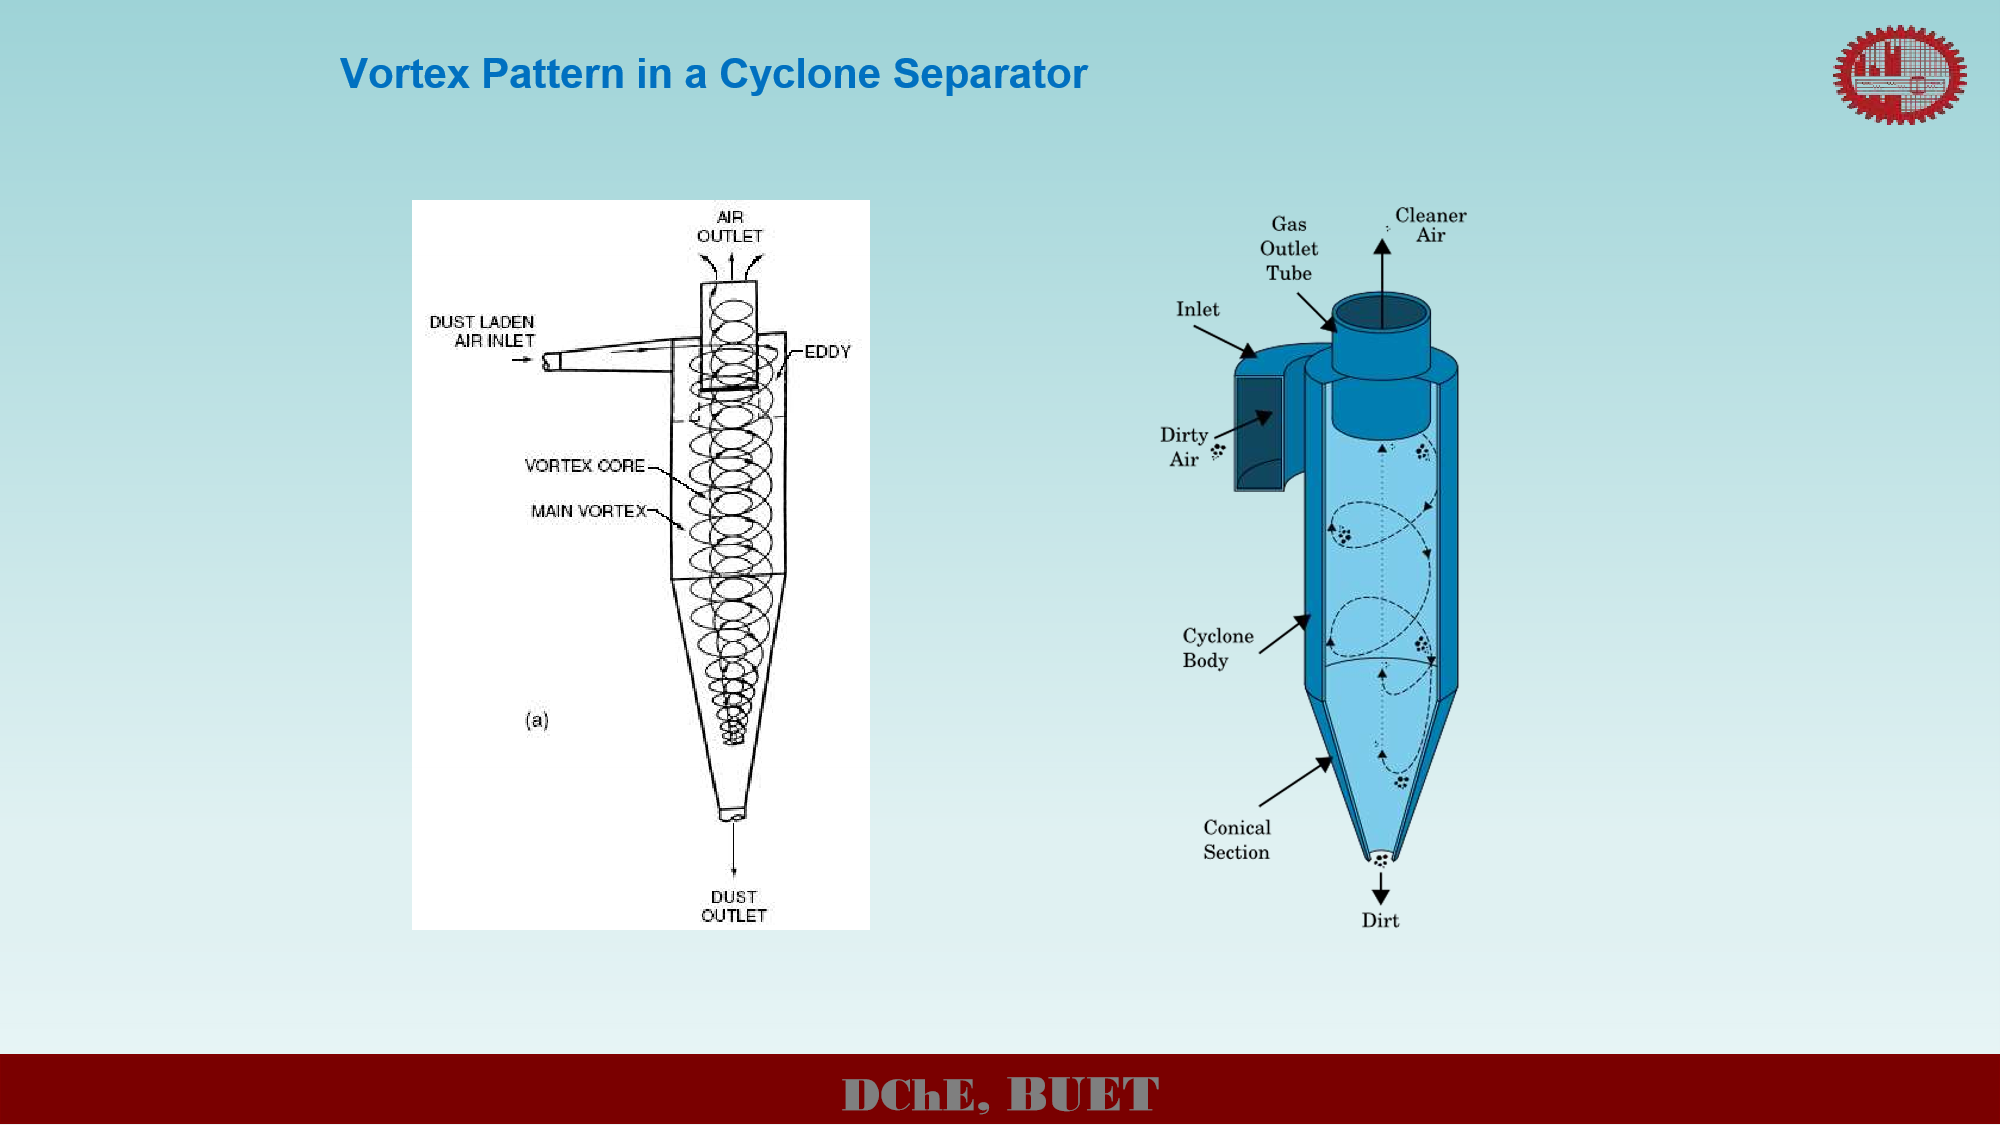 Vortex Pattern in a Cyclone Separator
AIR
OUTLET
DUST LADEN
AIR INLET
EDDY
VORTEX CORE
MAIN VORTEX
(a)
DUST
OUTLET
Cleaner
Air
Gas
Outlet
Tube
Inlet
Dirty
Air
Cyclone
Body
Conical
Section
Dirt
DChE, BUET